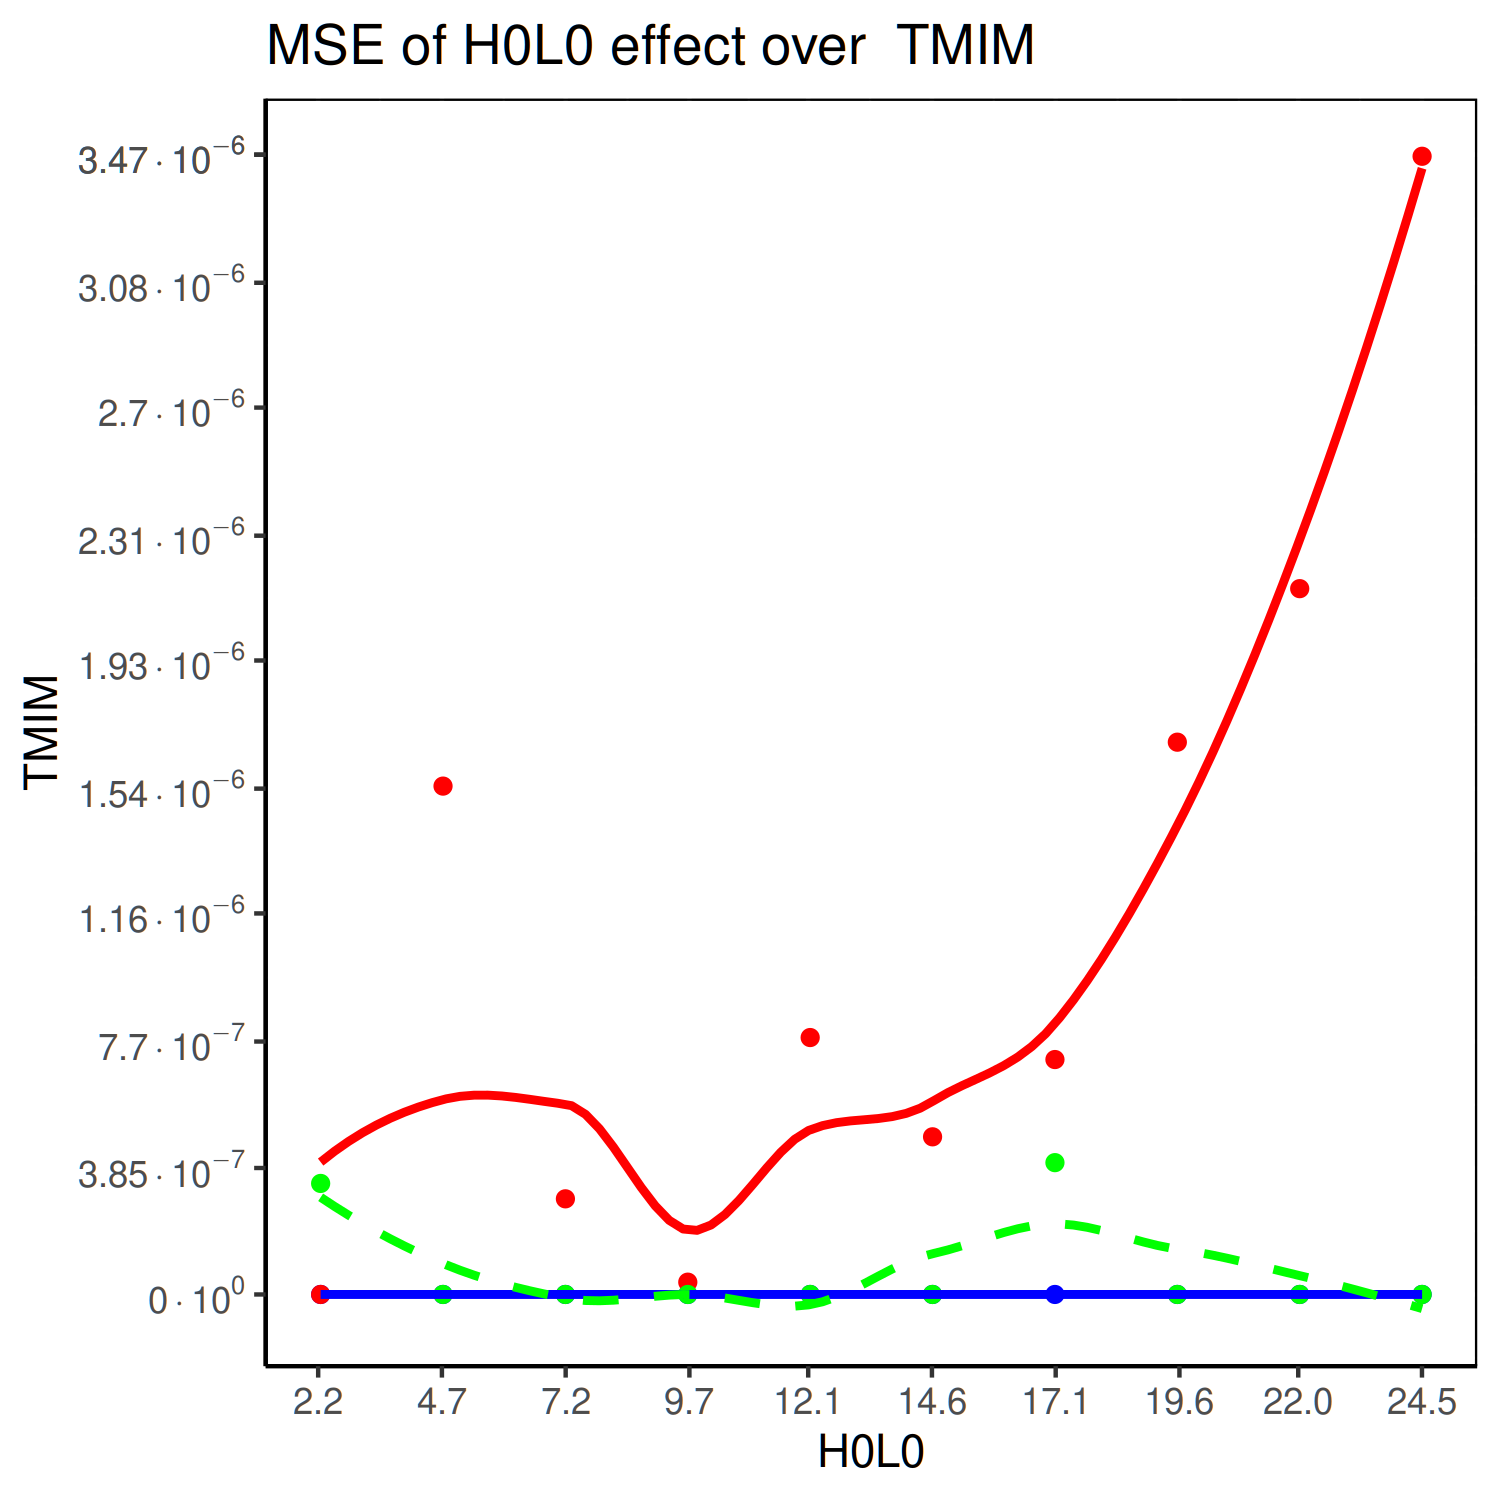 MSE of H0L0 effect over  TMIM
3.47 · 10⁻⁶
3.08 · 10⁻⁶
2.7 · 10⁻⁶
2.31 · 10⁻⁶
1.93 · 10⁻⁶
1.54 · 10⁻⁶
1.16 · 10⁻⁶
7.7 · 10⁻⁷
3.85 · 10⁻⁷
0 · 10⁰
TMIM
2.2 4.7 7.2 9.7 12.1 14.6 17.1 19.6 22.0 24.5
H0L0